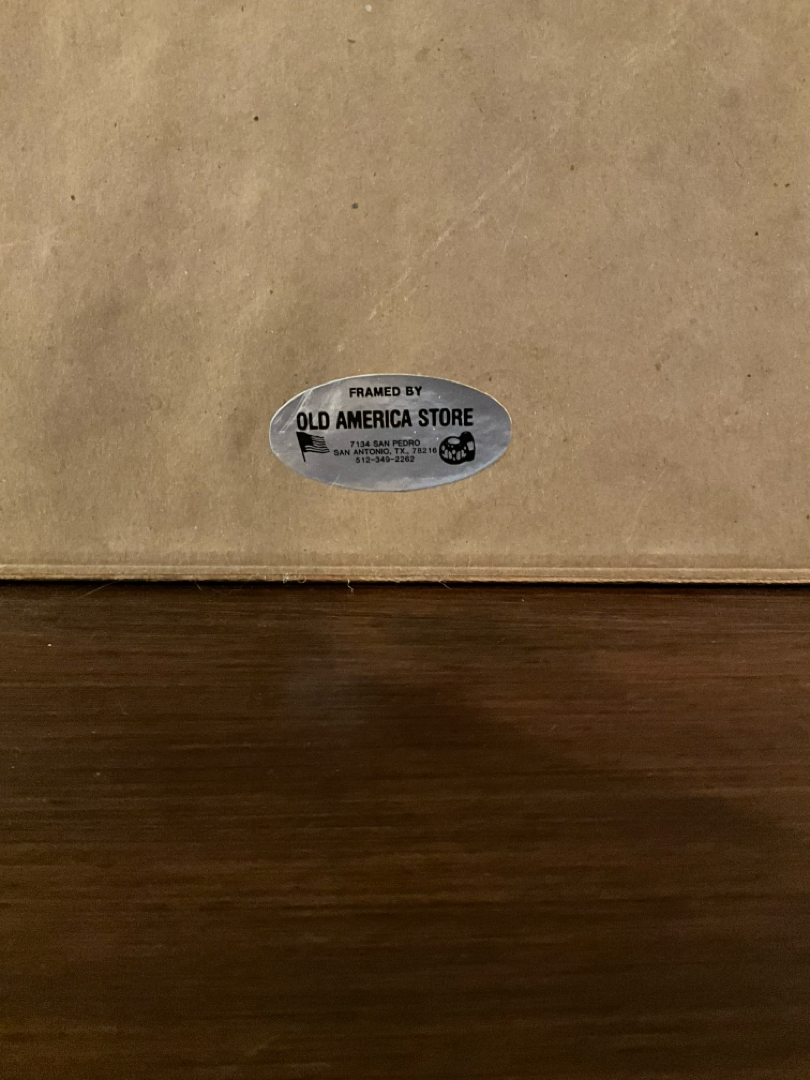 FRAMED BY
OLD AMERICA STORE
7134 SAN PEDRO
SAN ANTONIO, TX., 78216
512-349-2262